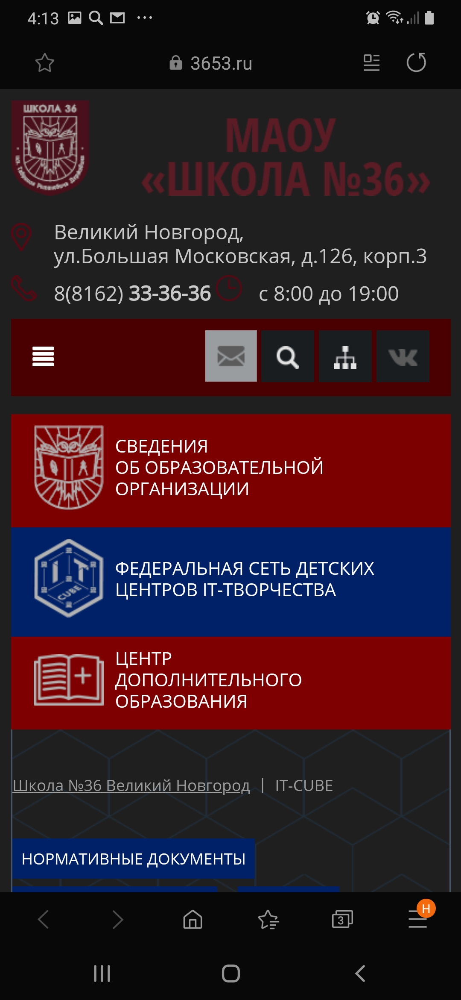 4:13
3653.ru
ШКОЛА 36
МАОУ
«ШКОЛА №36»
Великий Новгород,
ул.Большая Московская, д.126, корп.3
8(8162) 33-36-36 с 8:00 до 19:00
СВЕДЕНИЯ
ОБ ОБРАЗОВАТЕЛЬНОЙ
ОРГАНИЗАЦИИ
IT
CUBE
ФЕДЕРАЛЬНАЯ СЕТЬ ДЕТСКИХ
ЦЕНТРОВ IT-ТВОРЧЕСТВА
ЦЕНТР
ДОПОЛНИТЕЛЬНОГО
ОБРАЗОВАНИЯ
Школа №36 Великий Новгород | IT-CUBE
НОРМАТИВНЫЕ ДОКУМЕНТЫ
3
Н